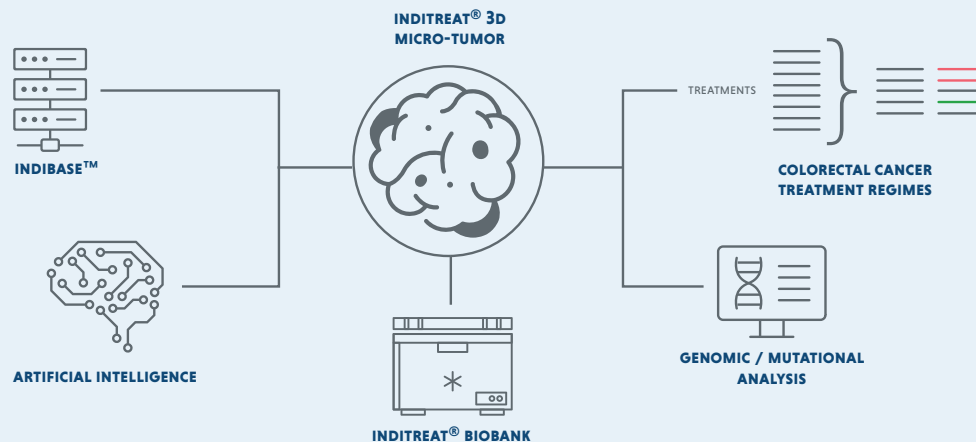 INDITREAT® 3D
MICRO-TUMOR
INDIBASE™
TREATMENTS
COLORECTAL CANCER
TREATMENT REGIMES
ARTIFICIAL INTELLIGENCE
GENOMIC / MUTATIONAL
ANALYSIS
INDITREAT® BIOBANK